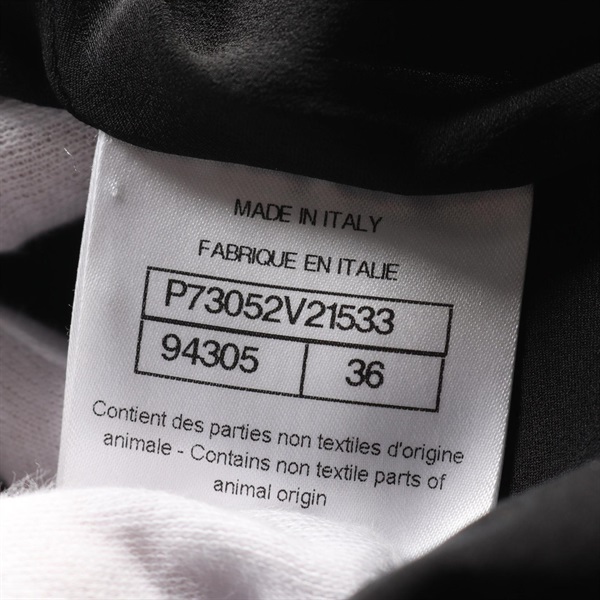 MADE IN ITALY
FABRIQUE EN ITALIE
P73052V21533
94305 36
Contient des parties non textiles d'origine
animale - Contains non textile parts of
animal origin